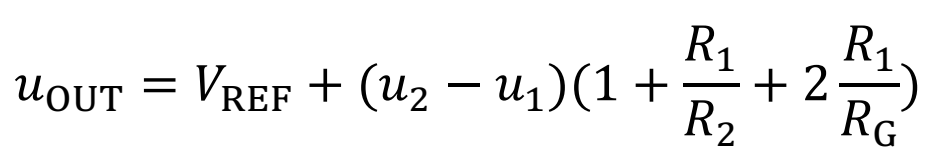 u_OUT = V_REF + (u_2 − u_1)(1 + R_1/R_2 + 2 R_1/R_G)